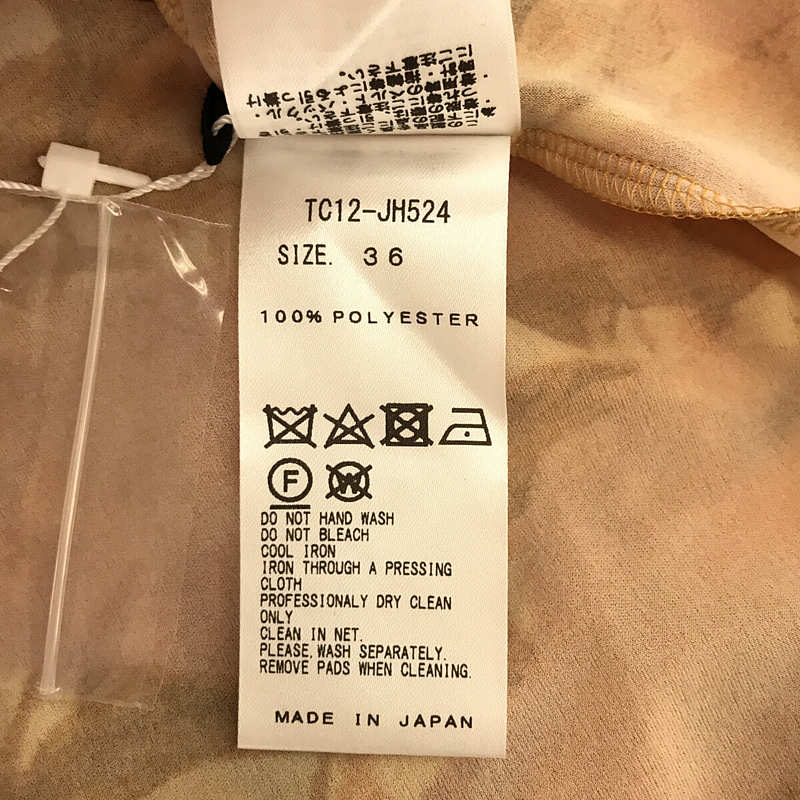 TC12-JH524
SIZE. 36
100% POLYESTER
F
W
DO NOT HAND WASH
DO NOT BLEACH
COOL IRON
IRON THROUGH A PRESSING
CLOTH
PROFESSIONALY DRY CLEAN
ONLY
CLEAN IN NET.
PLEASE,WASH SEPARATELY.
REMOVE PADS WHEN CLEANING.
MADE IN JAPAN